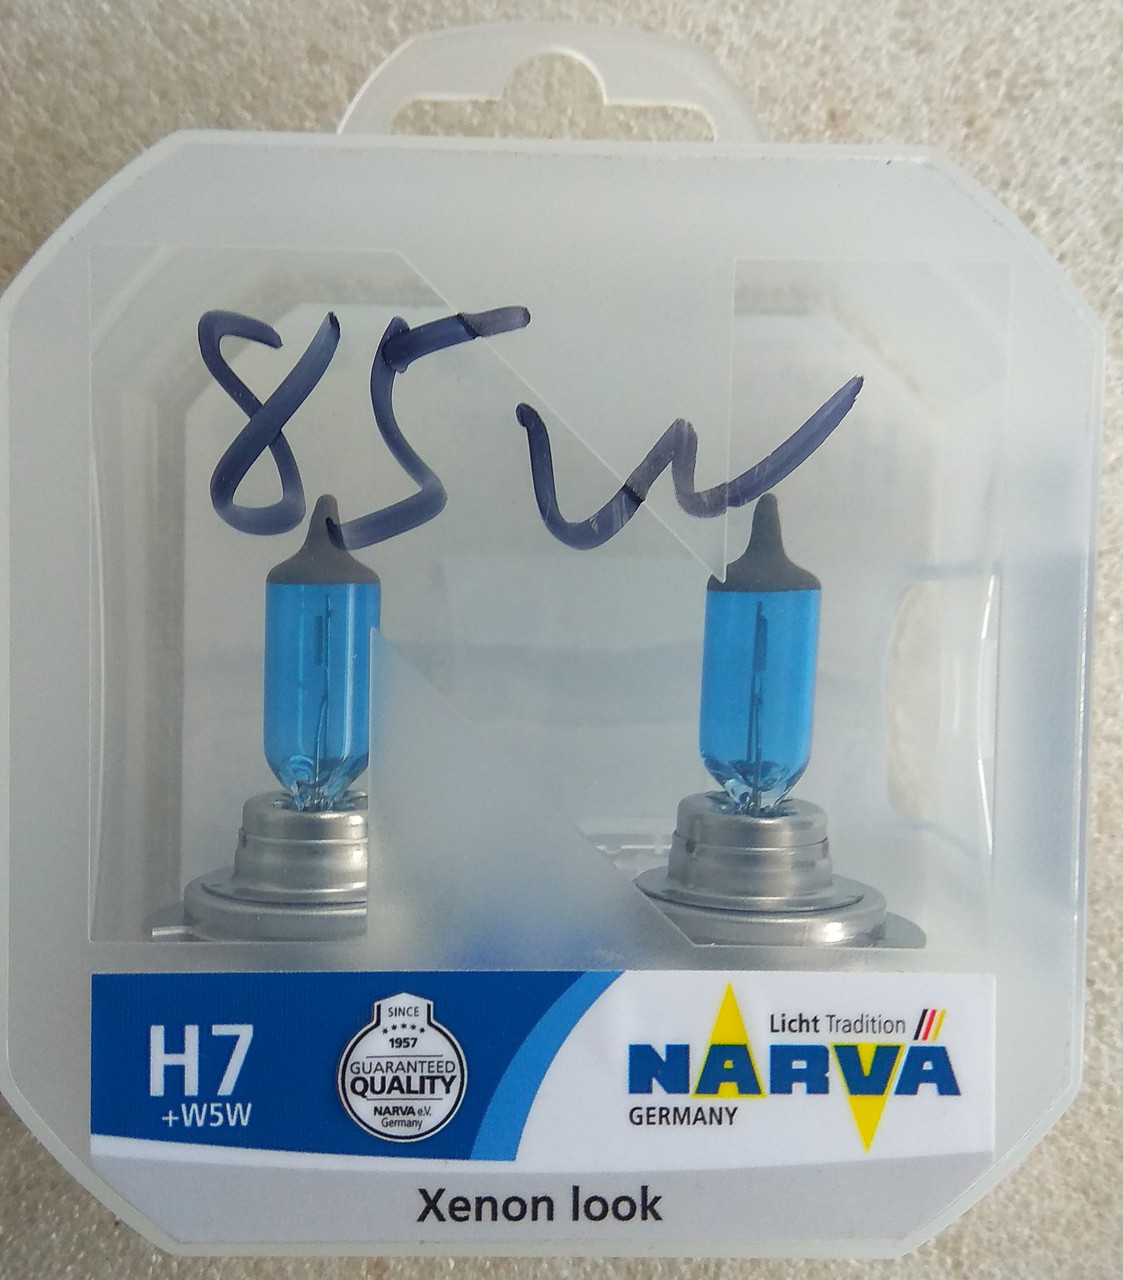 85W
H7
+W5W
SINCE
1957
GUARANTEED
QUALITY
NARVA e.V.
Germany
Licht Tradition
NARVA
GERMANY
Xenon look